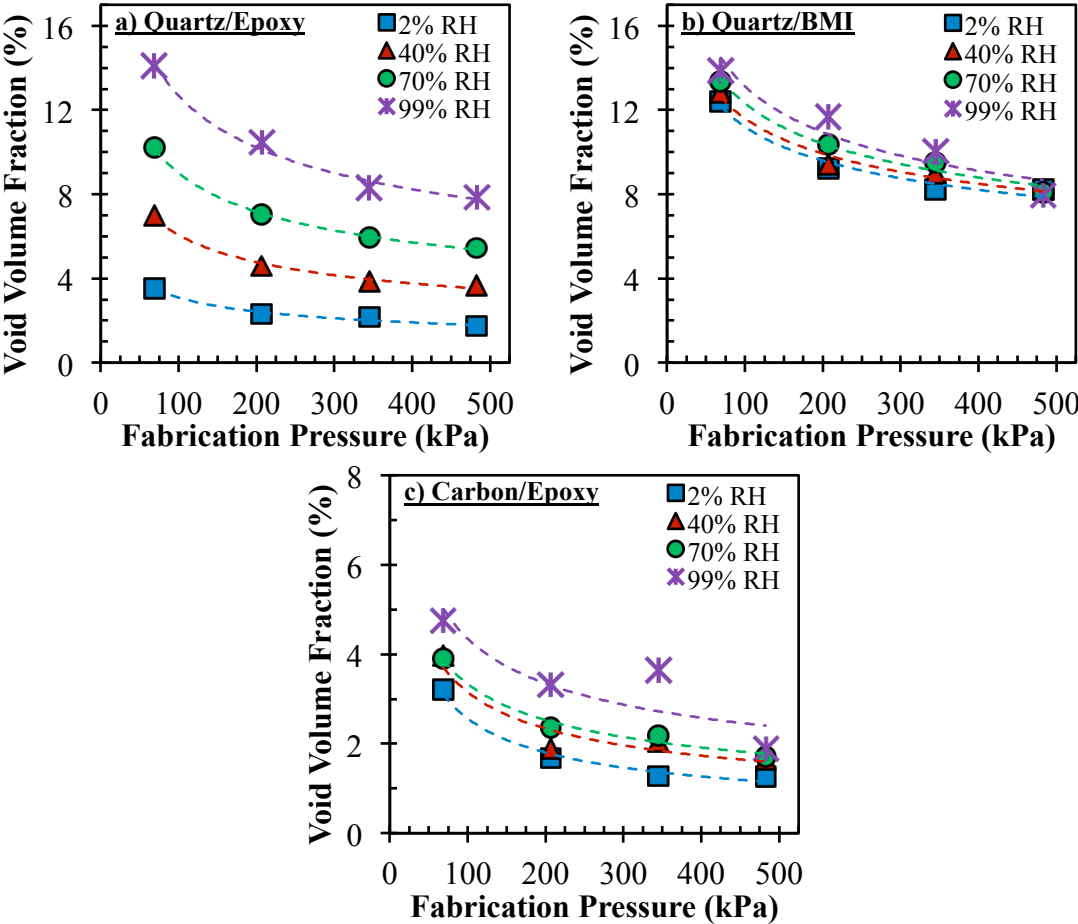 a) Quartz/Epoxy
2% RH
40% RH
70% RH
99% RH
16
12
8
4
0
Void Volume Fraction (%)
0 100 200 300 400 500
Fabrication Pressure (kPa)
b) Quartz/BMI
2% RH
40% RH
70% RH
99% RH
16
12
8
4
0
Void Volume Fraction (%)
0 100 200 300 400 500
Fabrication Pressure (kPa)
c) Carbon/Epoxy
2% RH
40% RH
70% RH
99% RH
8
6
4
2
0
Void Volume Fraction (%)
0 100 200 300 400 500
Fabrication Pressure (kPa)